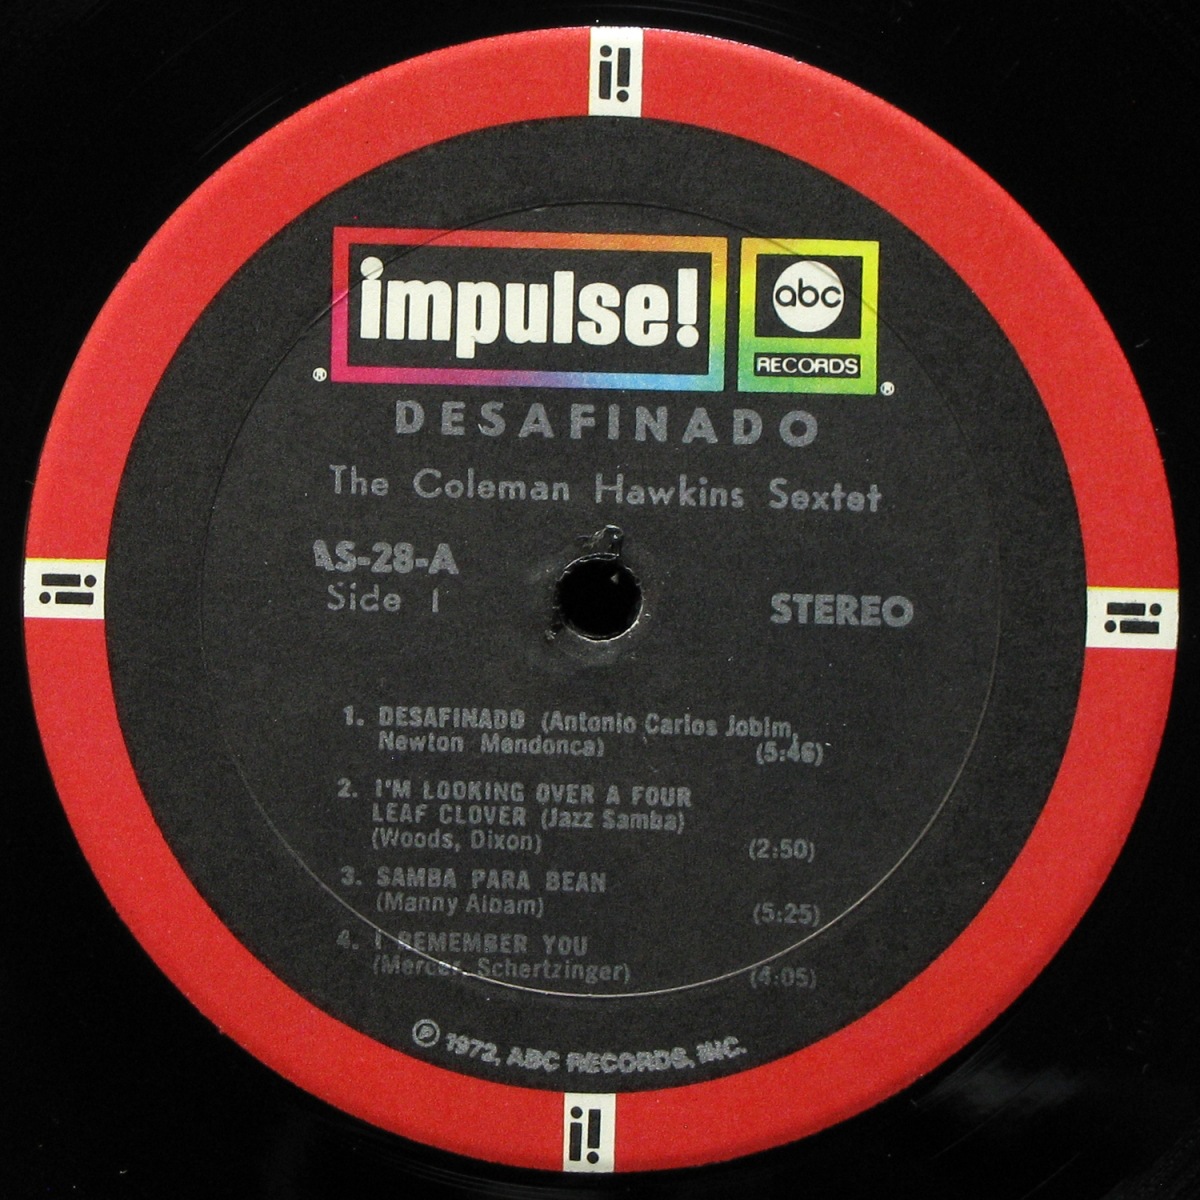 i!
impulse!
abc
RECORDS
®
®
DESAFINADO
The Coleman Hawkins Sextet
AS-28-A
Side 1
STEREO
i!
i!
1. DESAFINADO (Antonio Carlos Jobim,
Newton Mendonca) (5:46)
2. I'M LOOKING OVER A FOUR
LEAF CLOVER (Jazz Samba)
(Woods, Dixon) (2:50)
3. SAMBA PARA BEAN
(Manny Albam) (5:25)
4. I REMEMBER YOU
(Mercer, Schertzinger) (4:05)
℗ 1972, ABC RECORDS, INC.
i!